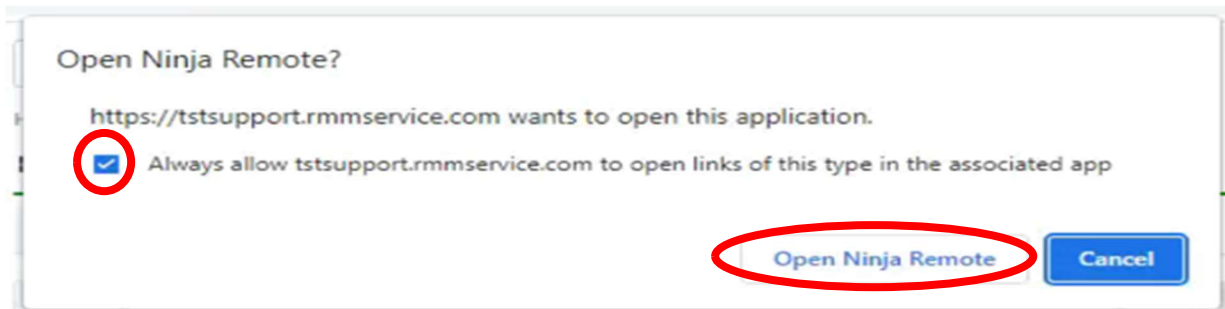 Open Ninja Remote?
https://tstsupport.rmmservice.com wants to open this application.
Always allow tstsupport.rmmservice.com to open links of this type in the associated app
Open Ninja Remote
Cancel